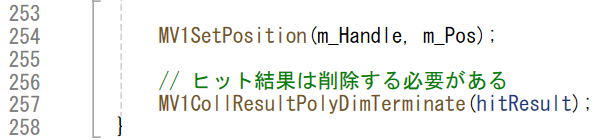 253
254 MV1SetPosition(m_Handle, m_Pos);
255
256 // ヒット結果は削除する必要がある
257 MV1CollResultPolyDimTerminate(hitResult);
258 }